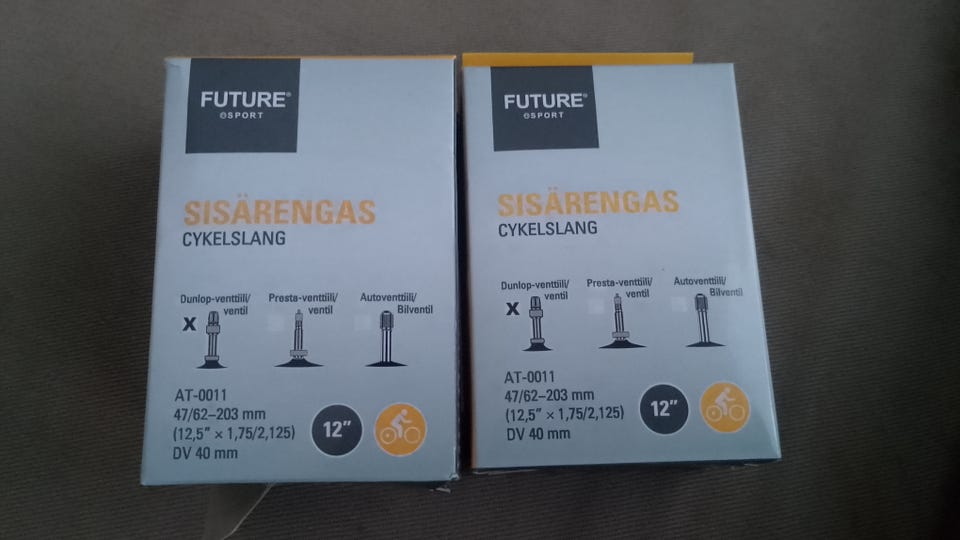 FUTURE®
eSPORT
SISÄRENGAS
CYKELSLANG
Dunlop-venttiili/
ventil
Presta-venttiili/
ventil
Autoventtiili/
Bilventil
X
AT-0011
47/62–203 mm
(12,5” × 1,75/2,125)
DV 40 mm
12”
FUTURE®
eSPORT
SISÄRENGAS
CYKELSLANG
Dunlop-venttiili/
ventil
Presta-venttiili/
ventil
Autoventtiili/
Bilventil
X
AT-0011
47/62–203 mm
(12,5” × 1,75/2,125)
DV 40 mm
12”